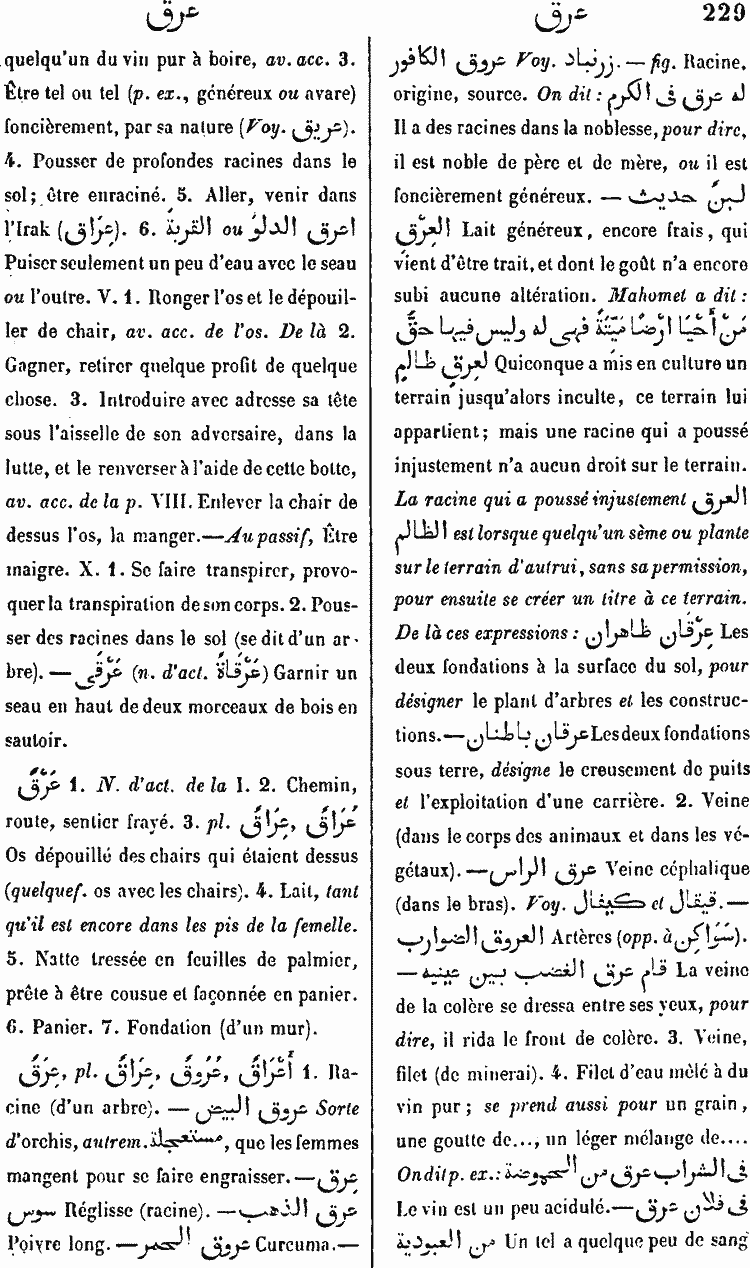 عرق
عرق
229
quelqu'un du vin pur à boire, av. acc. 3.
Être tel ou tel (p. ex., généreux ou avare)
foncièrement, par sa nature (Voy. عريق).
4. Pousser de profondes racines dans le
sol; être enraciné. 5. Aller, venir dans
l'Irak (عِرَاق). 6. اعرق الدلوَ ou القربةَ
Puiser seulement un peu d'eau avec le seau
ou l'outre. V. 1. Ronger l'os et le dépouil-
ler de chair, av. acc. de l'os. De là 2.
Gagner, retirer quelque profit de quelque
chose. 3. Introduire avec adresse sa tête
sous l'aisselle de son adversaire, dans la
lutte, et le renverser à l'aide de cette botte,
av. acc. de la p. VIII. Enlever la chair de
dessus l'os, la manger.—Au passif, Être
maigre. X. 1. Se faire transpirer, provo-
quer la transpiration de son corps. 2. Pous-
ser des racines dans le sol (se dit d'un ar-
bre). — عَرْقَى (n. d'act. عَرْقَاةٌ) Garnir un
seau en haut de deux morceaux de bois en
sautoir.
عَرْقٌ 1. N. d'act. de la I. 2. Chemin,
route, sentier frayé. 3. pl. عِرَاقٌ, عُرَاقٌ
Os dépouillé des chairs qui étaient dessus
(quelquef. os avec les chairs). 4. Lait, tant
qu'il est encore dans les pis de la femelle.
5. Natte tressée en feuilles de palmier,
prête à être cousue et façonnée en panier.
6. Panier. 7. Fondation (d'un mur).
عِرْقٌ, pl. عِرَاقٌ, عُرُوقٌ, أَعْرَاقٌ 1. Ra-
cine (d'un arbre). — عروق البيض Sorte
d'orchis, autrem. مستعجلة, que les femmes
mangent pour se faire engraisser.—عرق
سوس Réglisse (racine). —عرق الذهب
Poivre long. —عروق الحمر Curcuma.—
عروق الكافور Voy. زرنباد. — fig. Racine,
origine, source. On dit : له عرق فى الكرم
Il a des racines dans la noblesse, pour dire,
il est noble de père et de mère, ou il est
foncièrement généreux. — لبنٌ حديث
العِرْق Lait généreux, encore frais, qui
vient d'être trait, et dont le goût n'a encore
subi aucune altération. Mahomet a dit :
مَنْ أَحْيَا ارْضًا مَيْتَةً فهى له وليس فيها حقٌّ
لعِرقٍ ظالمٍ Quiconque a mis en culture un
terrain jusqu'alors inculte, ce terrain lui
appartient; mais une racine qui a poussé
injustement n'a aucun droit sur le terrain.
La racine qui a poussé injustement العرق
الظالم est lorsque quelqu'un sème ou plante
sur le terrain d'autrui, sans sa permission,
pour ensuite se créer un titre à ce terrain.
De là ces expressions : عِرْقَان ظاهران Les
deux fondations à la surface du sol, pour
désigner le plant d'arbres et les construc-
tions.—عرقان باطنان Les deux fondations
sous terre, désigne le creusement de puits
et l'exploitation d'une carrière. 2. Veine
(dans le corps des animaux et dans les vé-
gétaux). —عرق الراس Veine céphalique
(dans le bras). Voy. كيفال et قيقال.—
العروق الضوارب Artères (opp. à سَوَاكِن).
— قام عرق الغضب بين عينيه La veine
de la colère se dressa entre ses yeux, pour
dire, il rida le front de colère. 3. Veine,
filet (de minerai). 4. Filet d'eau mêlé à du
vin pur; se prend aussi pour un grain,
une goutte de..., un léger mélange de....
On dit p. ex.: فى الشراب عرق من الحموضة
Le vin est un peu acidulé.—فى فلان عرق
من العبودية Un tel a quelque peu de sang